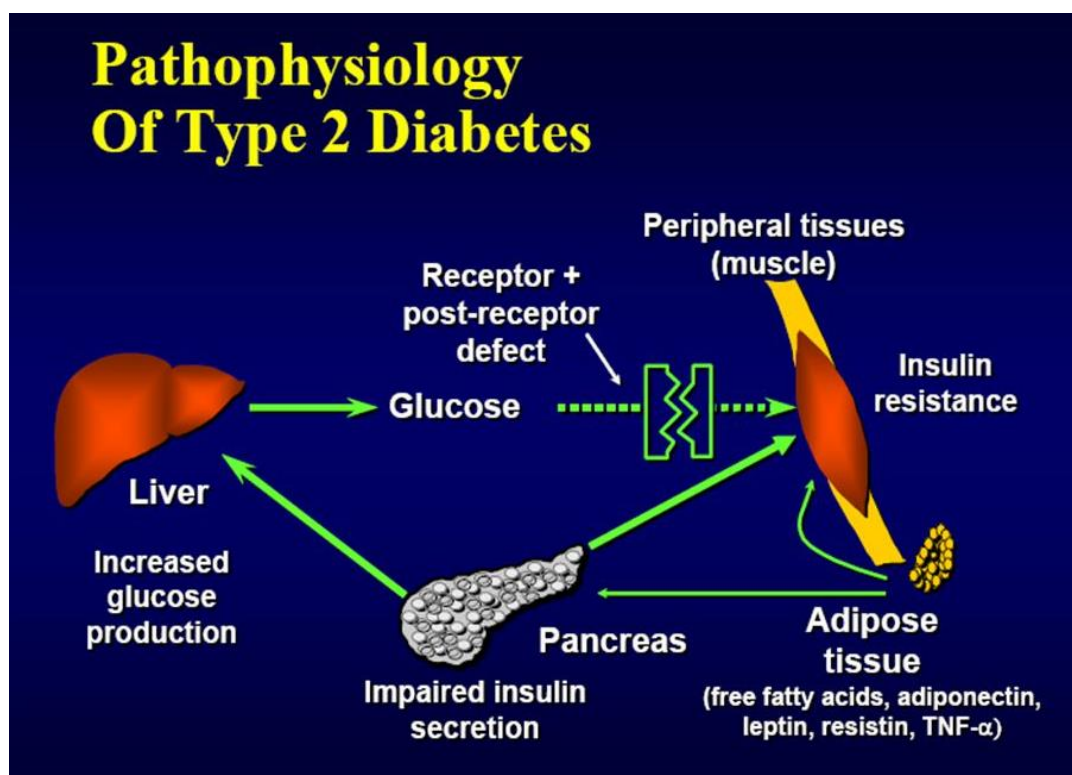 Pathophysiology
Of Type 2 Diabetes
Peripheral tissues
(muscle)
Receptor +
post-receptor
defect
Insulin
resistance
Glucose
Liver
Increased
glucose
production
Pancreas
Impaired insulin
secretion
Adipose
tissue
(free fatty acids, adiponectin,
leptin, resistin, TNF-α)